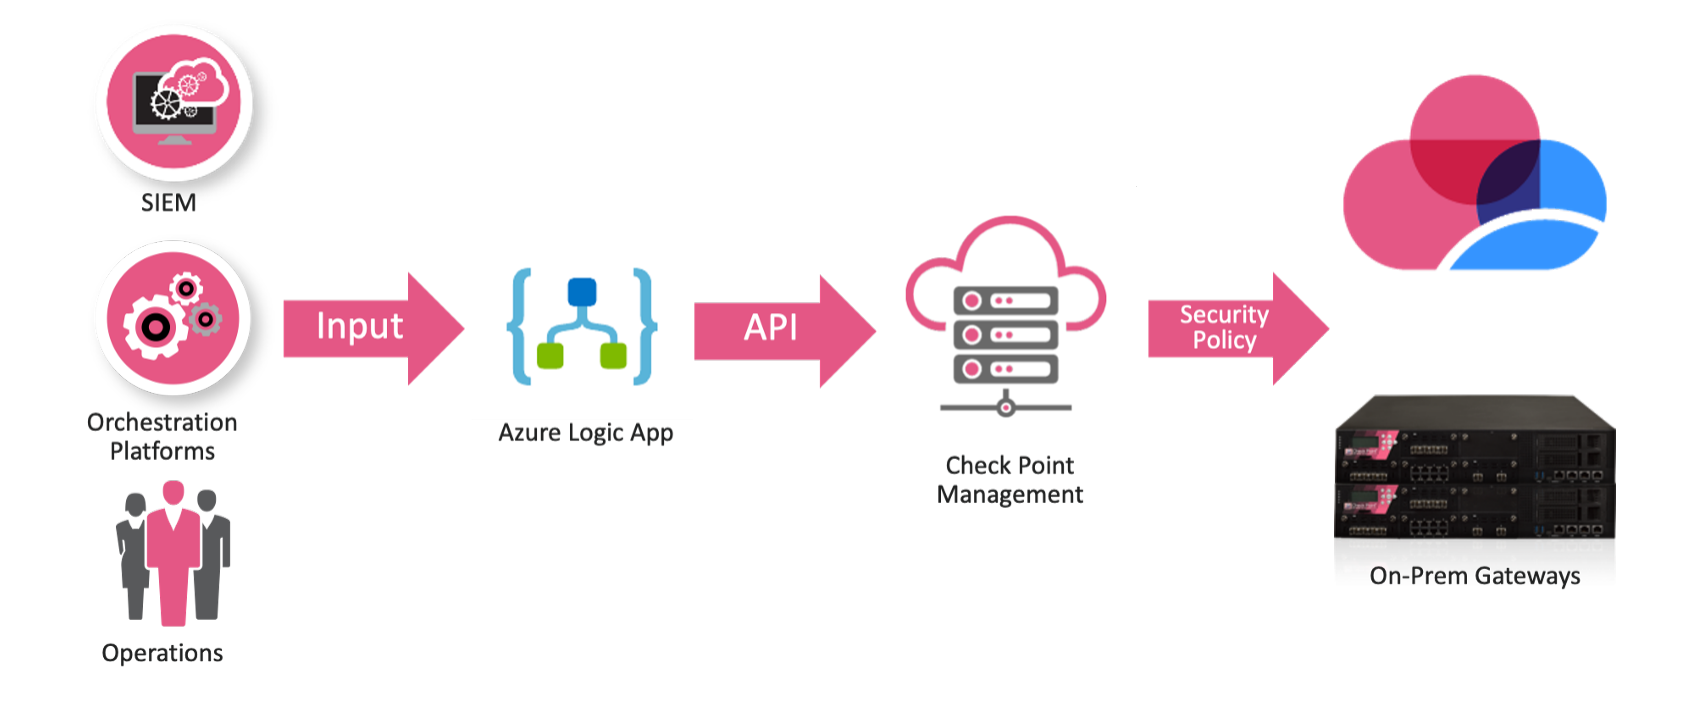 SIEM
Orchestration
Platforms
Operations
Input
Azure Logic App
API
Check Point
Management
Security
Policy
On-Prem Gateways